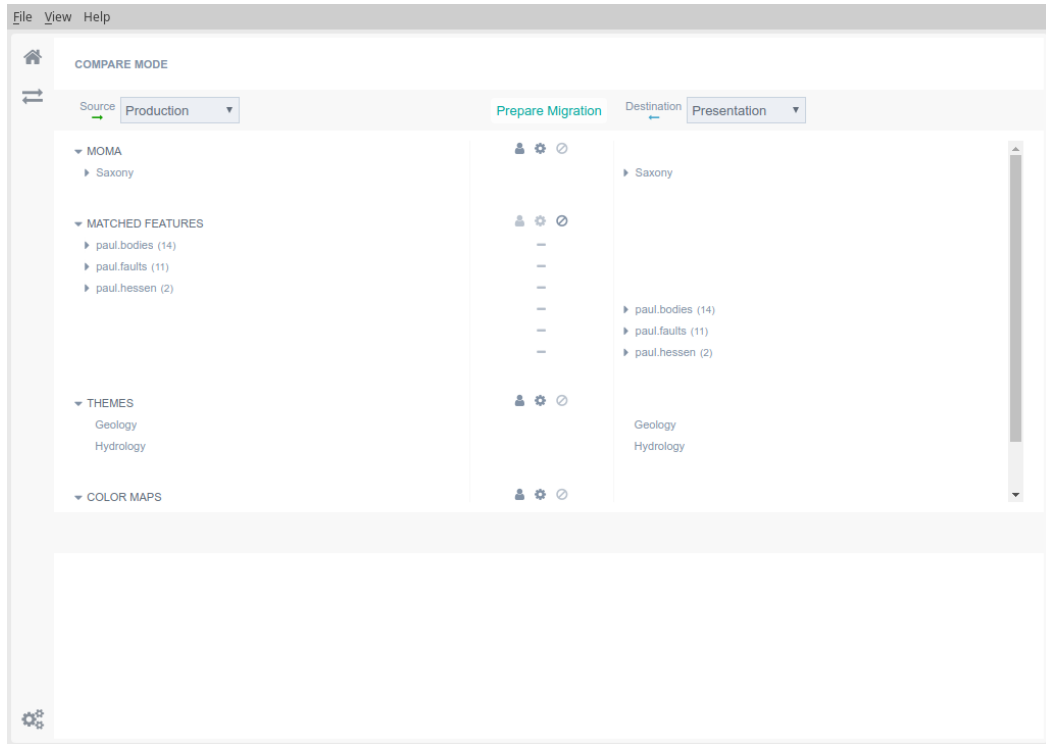 File View Help
COMPARE MODE
Source Production Prepare Migration Destination Presentation
MOMA
Saxony Saxony
MATCHED FEATURES
paul.bodies (14)
paul.faults (11)
paul.hessen (2)
paul.bodies (14)
paul.faults (11)
paul.hessen (2)
THEMES
Geology Geology
Hydrology Hydrology
COLOR MAPS